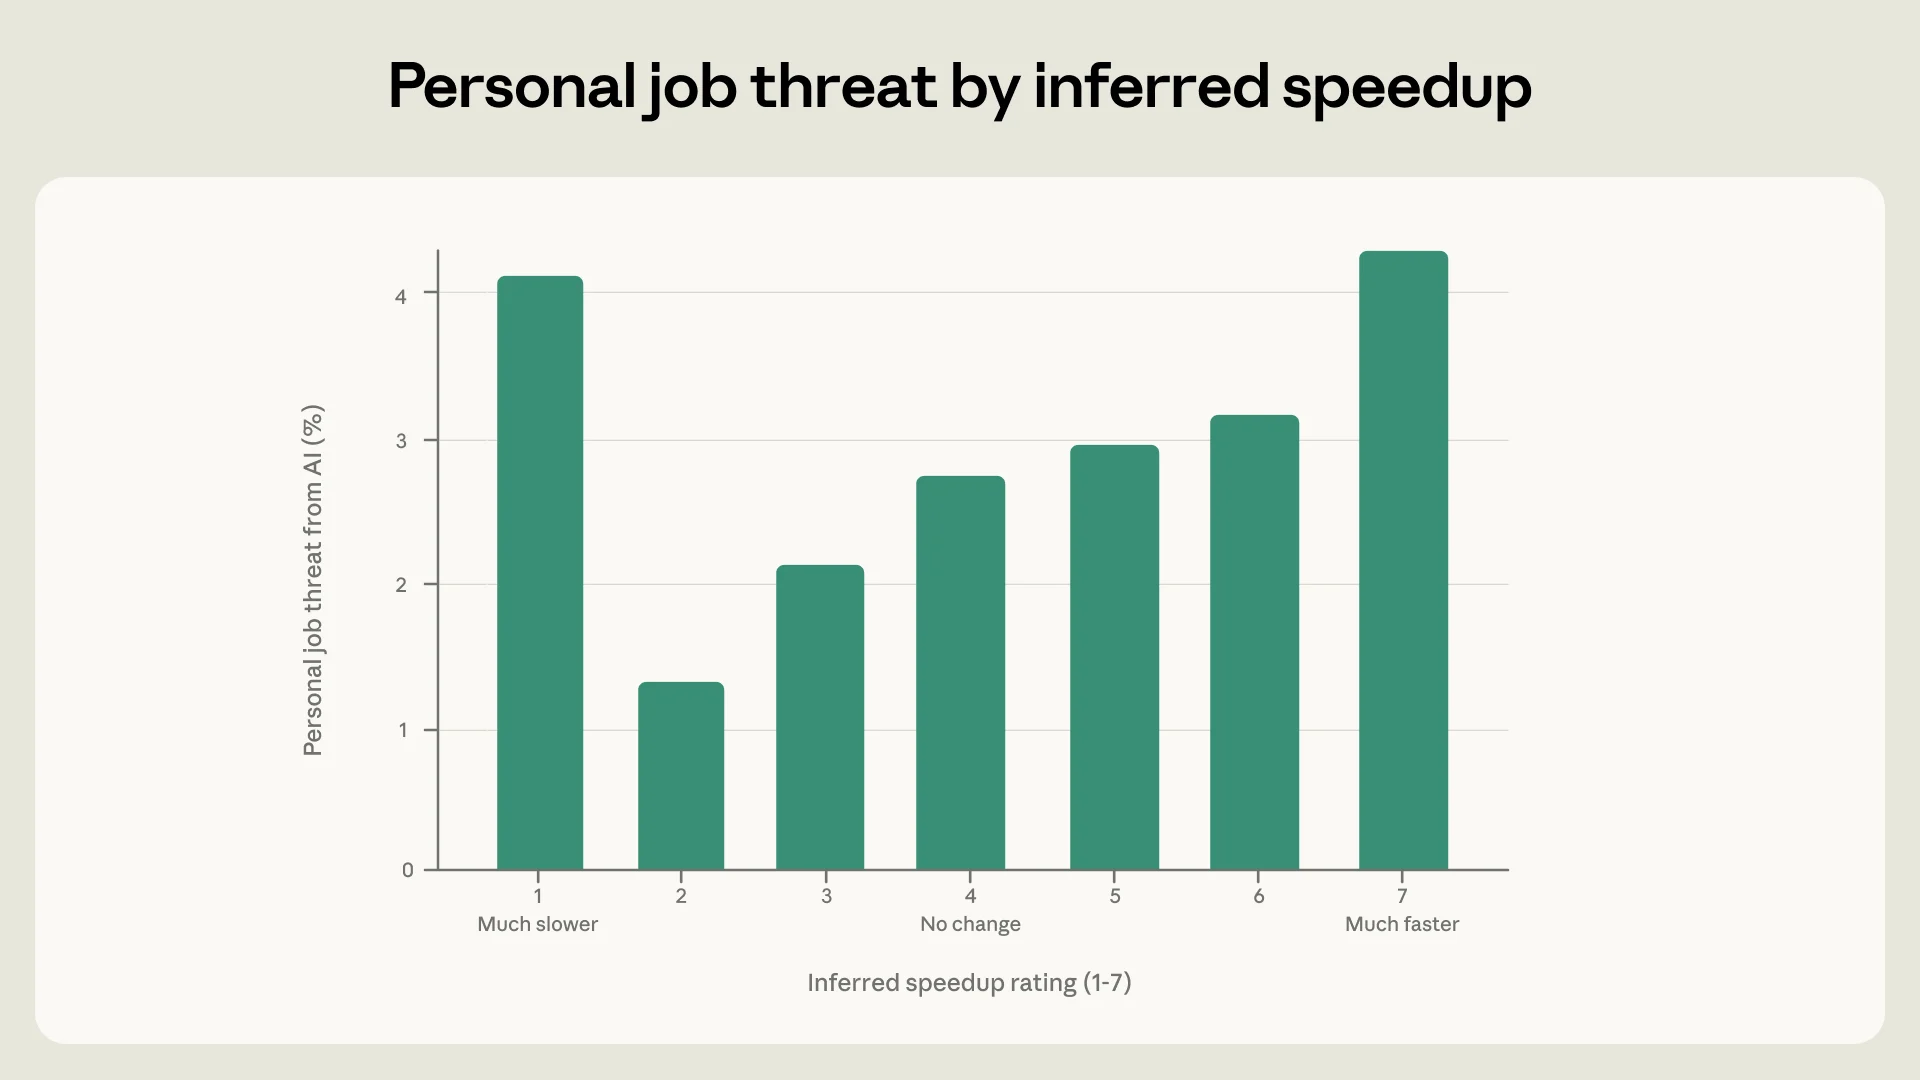 Personal job threat by inferred speedup
Personal job threat from AI (%)
4
3
2
1
0
1
2
3
4
5
6
7
Much slower
No change
Much faster
Inferred speedup rating (1-7)